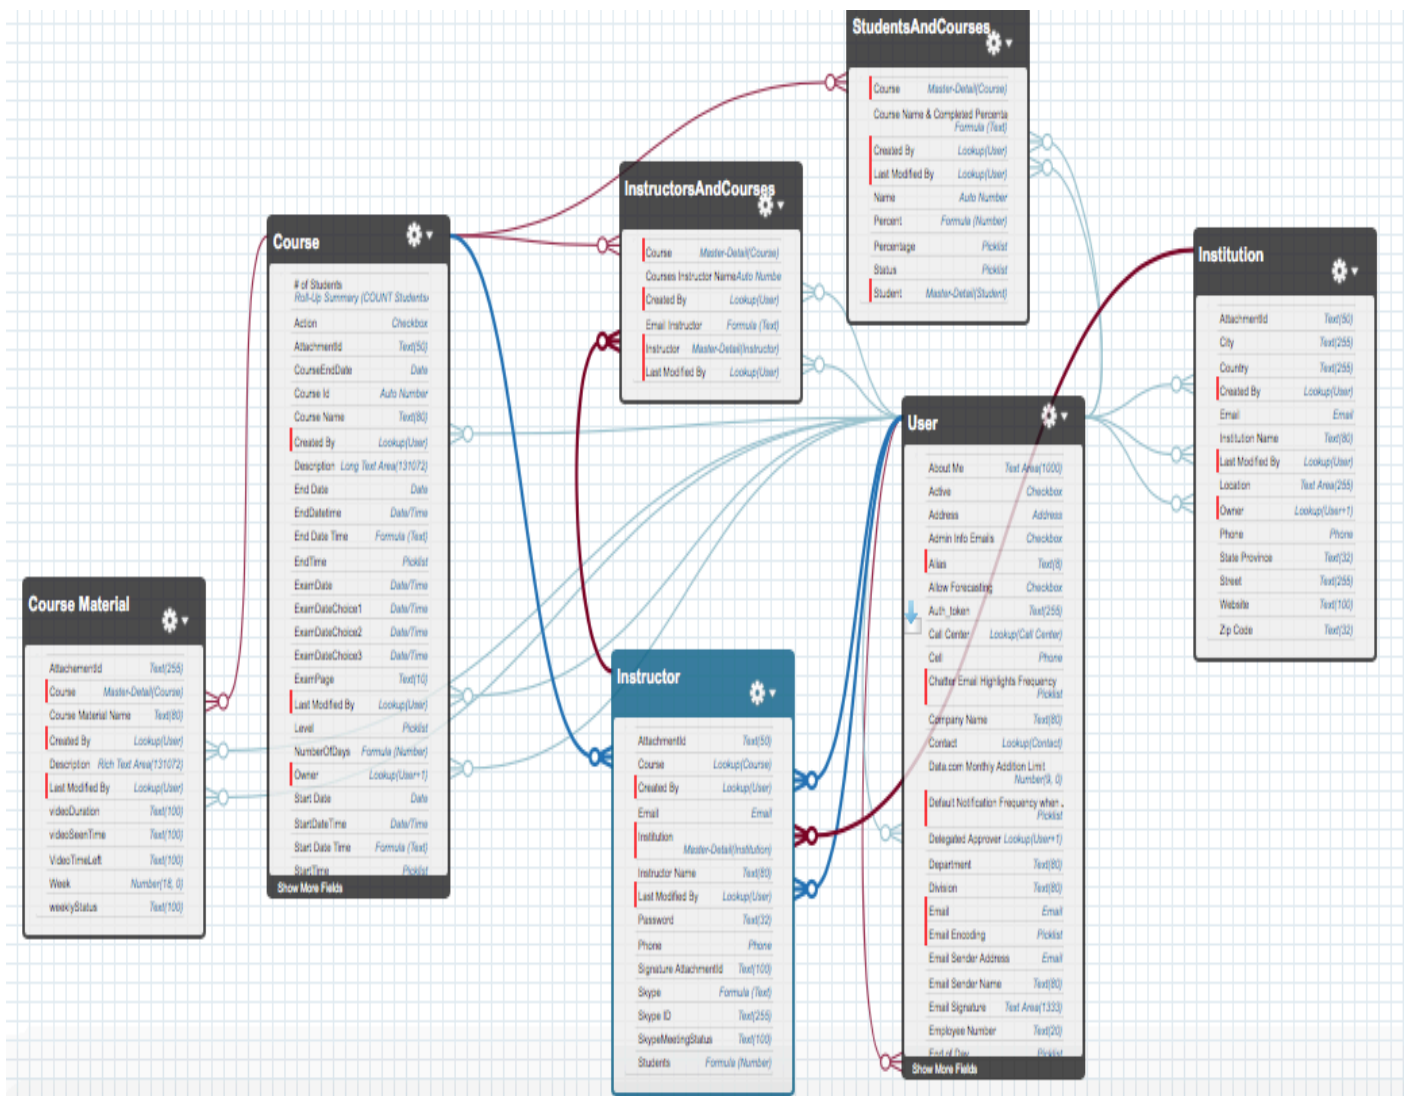 StudentsAndCourses
Course Master-Detail(Course)
Course Name & Completed Percenta
Formula (Text)
Created By Lookup(User)
Last Modified By Lookup(User)
Name Auto Number
Percent Formula (Number)
Percentage Picklist
Status Picklist
Student Master-Detail(Student)
InstructorsAndCourses
Course Master-Detail(Course)
Courses Instructor Name Auto Numbe
Created By Lookup(User)
Email Instructor Formula (Text)
Instructor Master-Detail(Instructor)
Last Modified By Lookup(User)
Course
# of Students
Roll-Up Summary (COUNT Students
Action Checkbox
AttachmentId Text(50)
CourseEndDate Date
Course Id Auto Number
Course Name Text(80)
Created By Lookup(User)
Description Long Text Area(131072)
End Date Date
EndDatetime Date/Time
End Date Time Formula (Text)
EndTime Picklist
ExamDate Date/Time
ExamDateChoice1 Date/Time
ExamDateChoice2 Date/Time
ExamDateChoice3 Date/Time
ExamPage Text(10)
Last Modified By Lookup(User)
Level Picklist
NumberOfDays Formula (Number)
Owner Lookup(User+1)
Start Date Date
StartDateTime Date/Time
Start Date Time Formula (Text)
StartTime Picklist
Show More Fields
Institution
AttachmentId Text(50)
City Text(255)
Country Text(255)
Created By Lookup(User)
Email Email
Institution Name Text(80)
Last Modified By Lookup(User)
Location Text Area(255)
Owner Lookup(User+1)
Phone Phone
State Province Text(32)
Street Text(255)
Website Text(100)
Zip Code Text(32)
User
About Me Text Area(1000)
Active Checkbox
Address Address
Admin Info Emails Checkbox
Alias Text(8)
Allow Forecasting Checkbox
Auth_token Text(255)
Call Center Lookup(Call Center)
Cell Phone
Chatter Email Highlights Frequency
Picklist
Company Name Text(80)
Contact Lookup(Contact)
Data.com Monthly Addition Limit
Number(9, 0)
Default Notification Frequency when ..
Picklist
Delegated Approver Lookup(User+1)
Department Text(80)
Division Text(80)
Email Email
Email Encoding Picklist
Email Sender Address Email
Email Sender Name Text(80)
Email Signature Text Area(1333)
Employee Number Text(20)
End of Day Picklist
Show More Fields
Course Material
AttachementId Text(255)
Course Master-Detail(Course)
Course Material Name Text(80)
Created By Lookup(User)
Description Rich Text Area(131072)
Last Modified By Lookup(User)
videoDuration Text(100)
videoSeenTime Text(100)
VideoTimeLeft Text(100)
Week Number(18, 0)
weeklyStatus Text(100)
Instructor
AttachmentId Text(50)
Course Lookup(Course)
Created By Lookup(User)
Email Email
Institution
Master-Detail(Institution)
Instructor Name Text(80)
Last Modified By Lookup(User)
Password Text(32)
Phone Phone
Signature AttachmentId Text(100)
Skype Formula (Text)
Skype ID Text(255)
SkypeMeetingStatus Text(100)
Students Formula (Number)